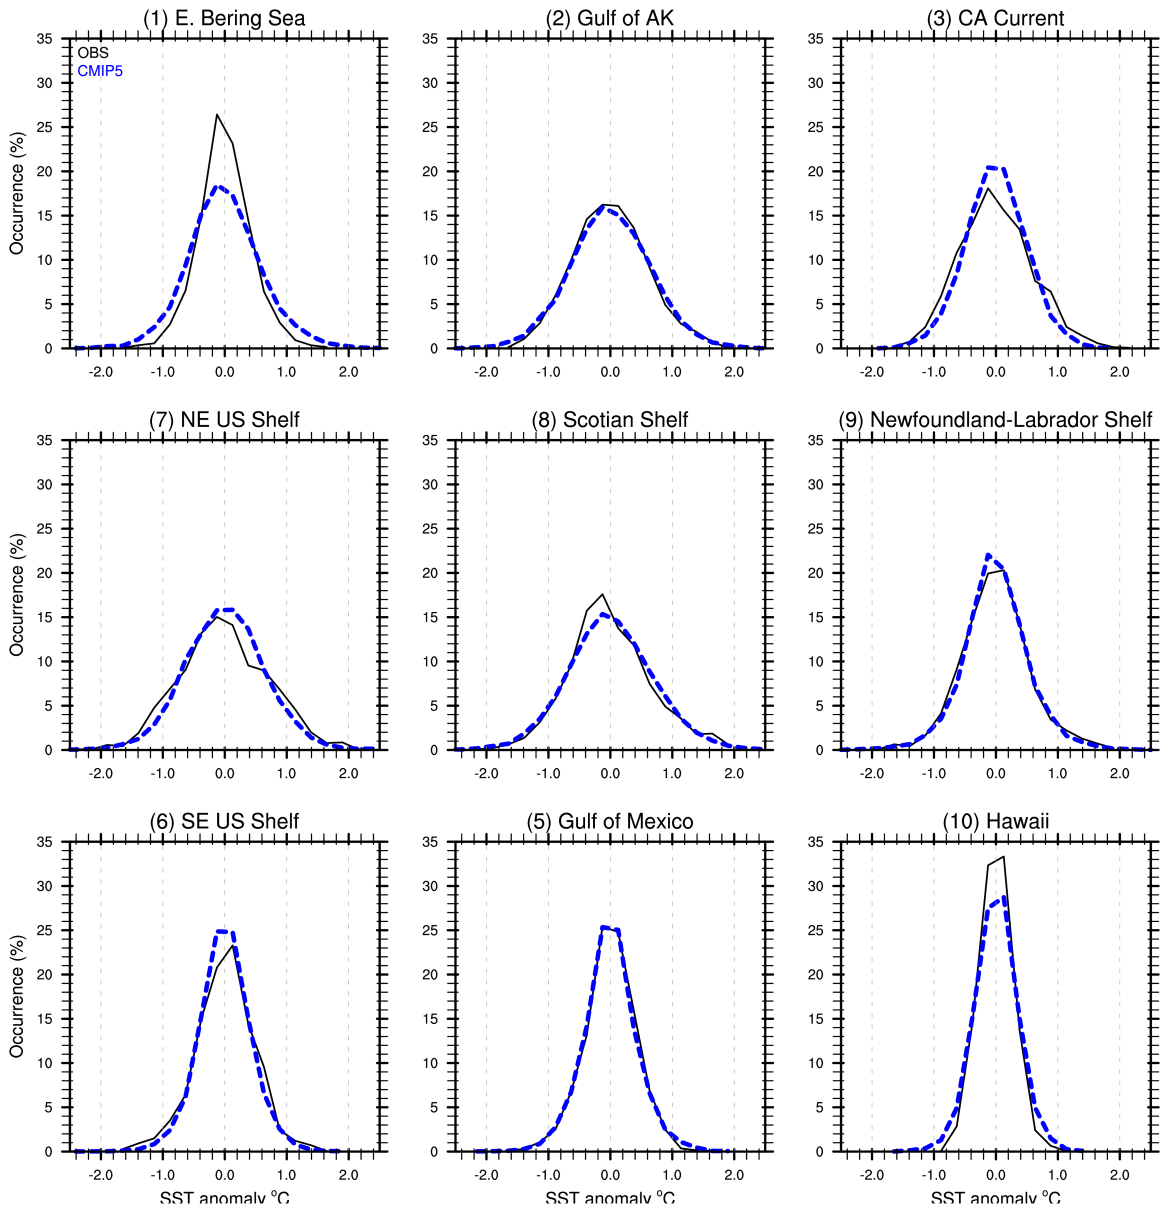 (1) E. Bering Sea
(2) Gulf of AK
(3) CA Current
OBS
CMIP5
Occurrence (%)
35
30
25
20
15
10
5
0
-2.0 -1.0 0.0 1.0 2.0
35
30
25
20
15
10
5
0
-2.0 -1.0 0.0 1.0 2.0
35
30
25
20
15
10
5
0
-2.0 -1.0 0.0 1.0 2.0
(7) NE US Shelf
(8) Scotian Shelf
(9) Newfoundland-Labrador Shelf
Occurrence (%)
35
30
25
20
15
10
5
0
-2.0 -1.0 0.0 1.0 2.0
35
30
25
20
15
10
5
0
-2.0 -1.0 0.0 1.0 2.0
35
30
25
20
15
10
5
0
-2.0 -1.0 0.0 1.0 2.0
(6) SE US Shelf
(5) Gulf of Mexico
(10) Hawaii
Occurrence (%)
35
30
25
20
15
10
5
0
-2.0 -1.0 0.0 1.0 2.0
SST anomaly °C
35
30
25
20
15
10
5
0
-2.0 -1.0 0.0 1.0 2.0
SST anomaly °C
35
30
25
20
15
10
5
0
-2.0 -1.0 0.0 1.0 2.0
SST anomaly °C